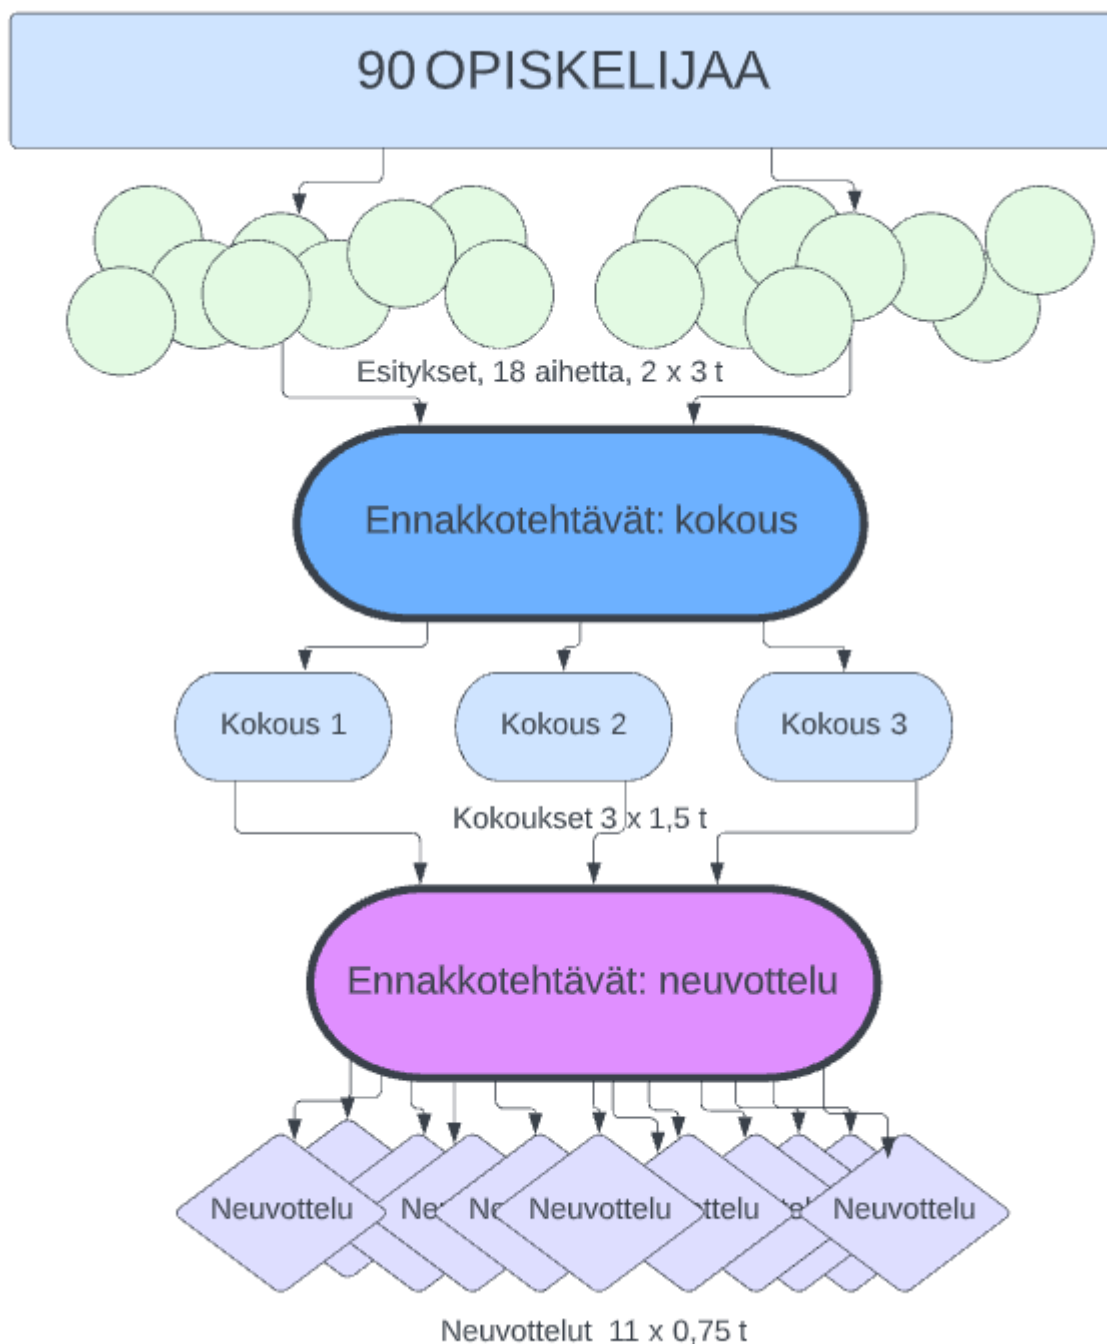 90 OPISKELIJAA
Esitykset, 18 aihetta, 2 x 3 t
Ennakkotehtävät: kokous
Kokous 1
Kokous 2
Kokous 3
Kokoukset 3 x 1,5 t
Ennakkotehtävät: neuvottelu
Neuvottelu
Neuvottelu
Neuvottelu
Neuvottelut 11 x 0,75 t